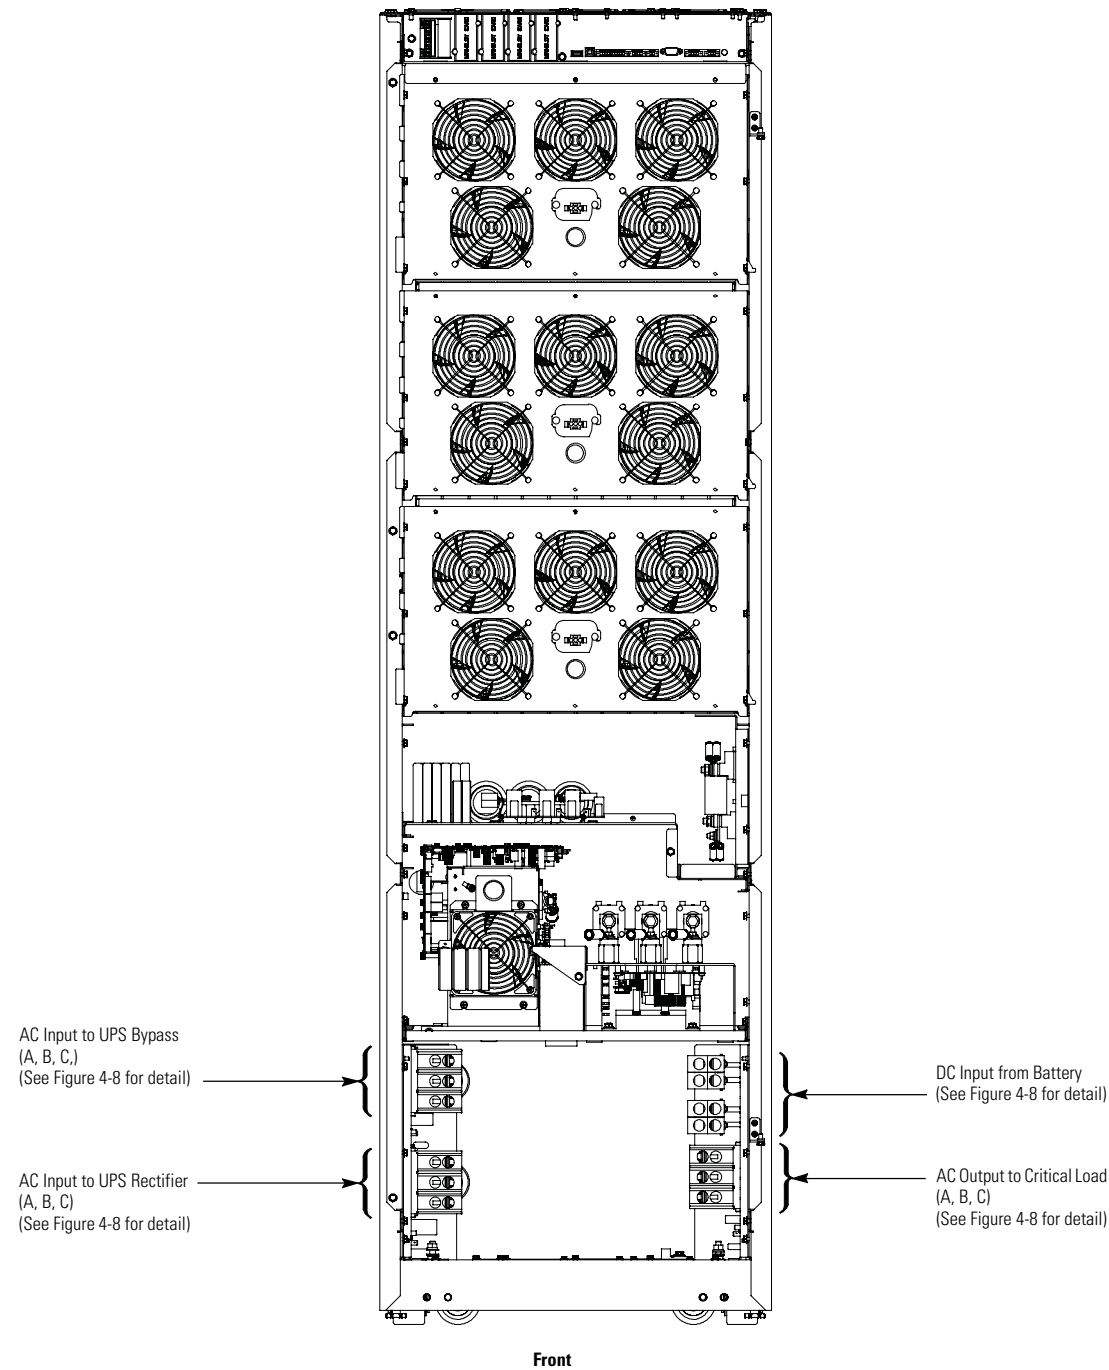 AC Input to UPS Bypass
(A, B, C,)
(See Figure 4-8 for detail)
AC Input to UPS Rectifier
(A, B, C)
(See Figure 4-8 for detail)
DC Input from Battery
(See Figure 4-8 for detail)
AC Output to Critical Load
(A, B, C)
(See Figure 4-8 for detail)
Front